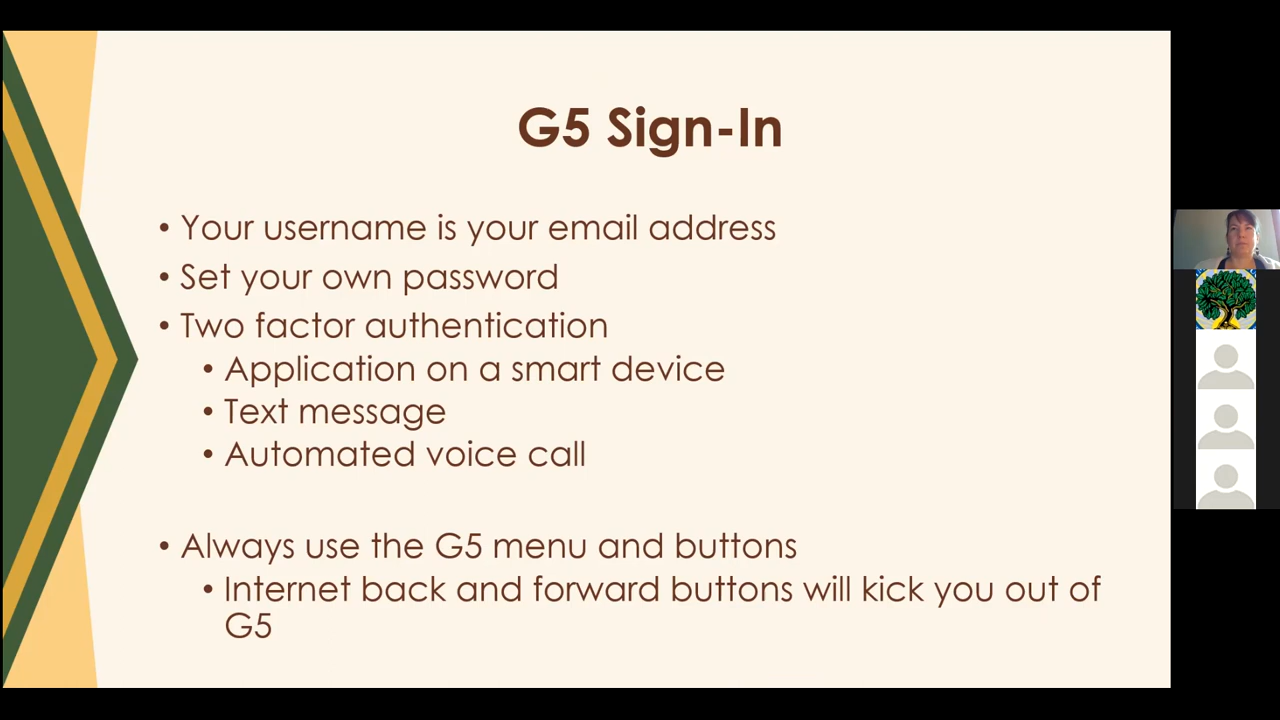 G5 Sign-In
• Your username is your email address
• Set your own password
• Two factor authentication
• Application on a smart device
• Text message
• Automated voice call
• Always use the G5 menu and buttons
• Internet back and forward buttons will kick you out of
G5